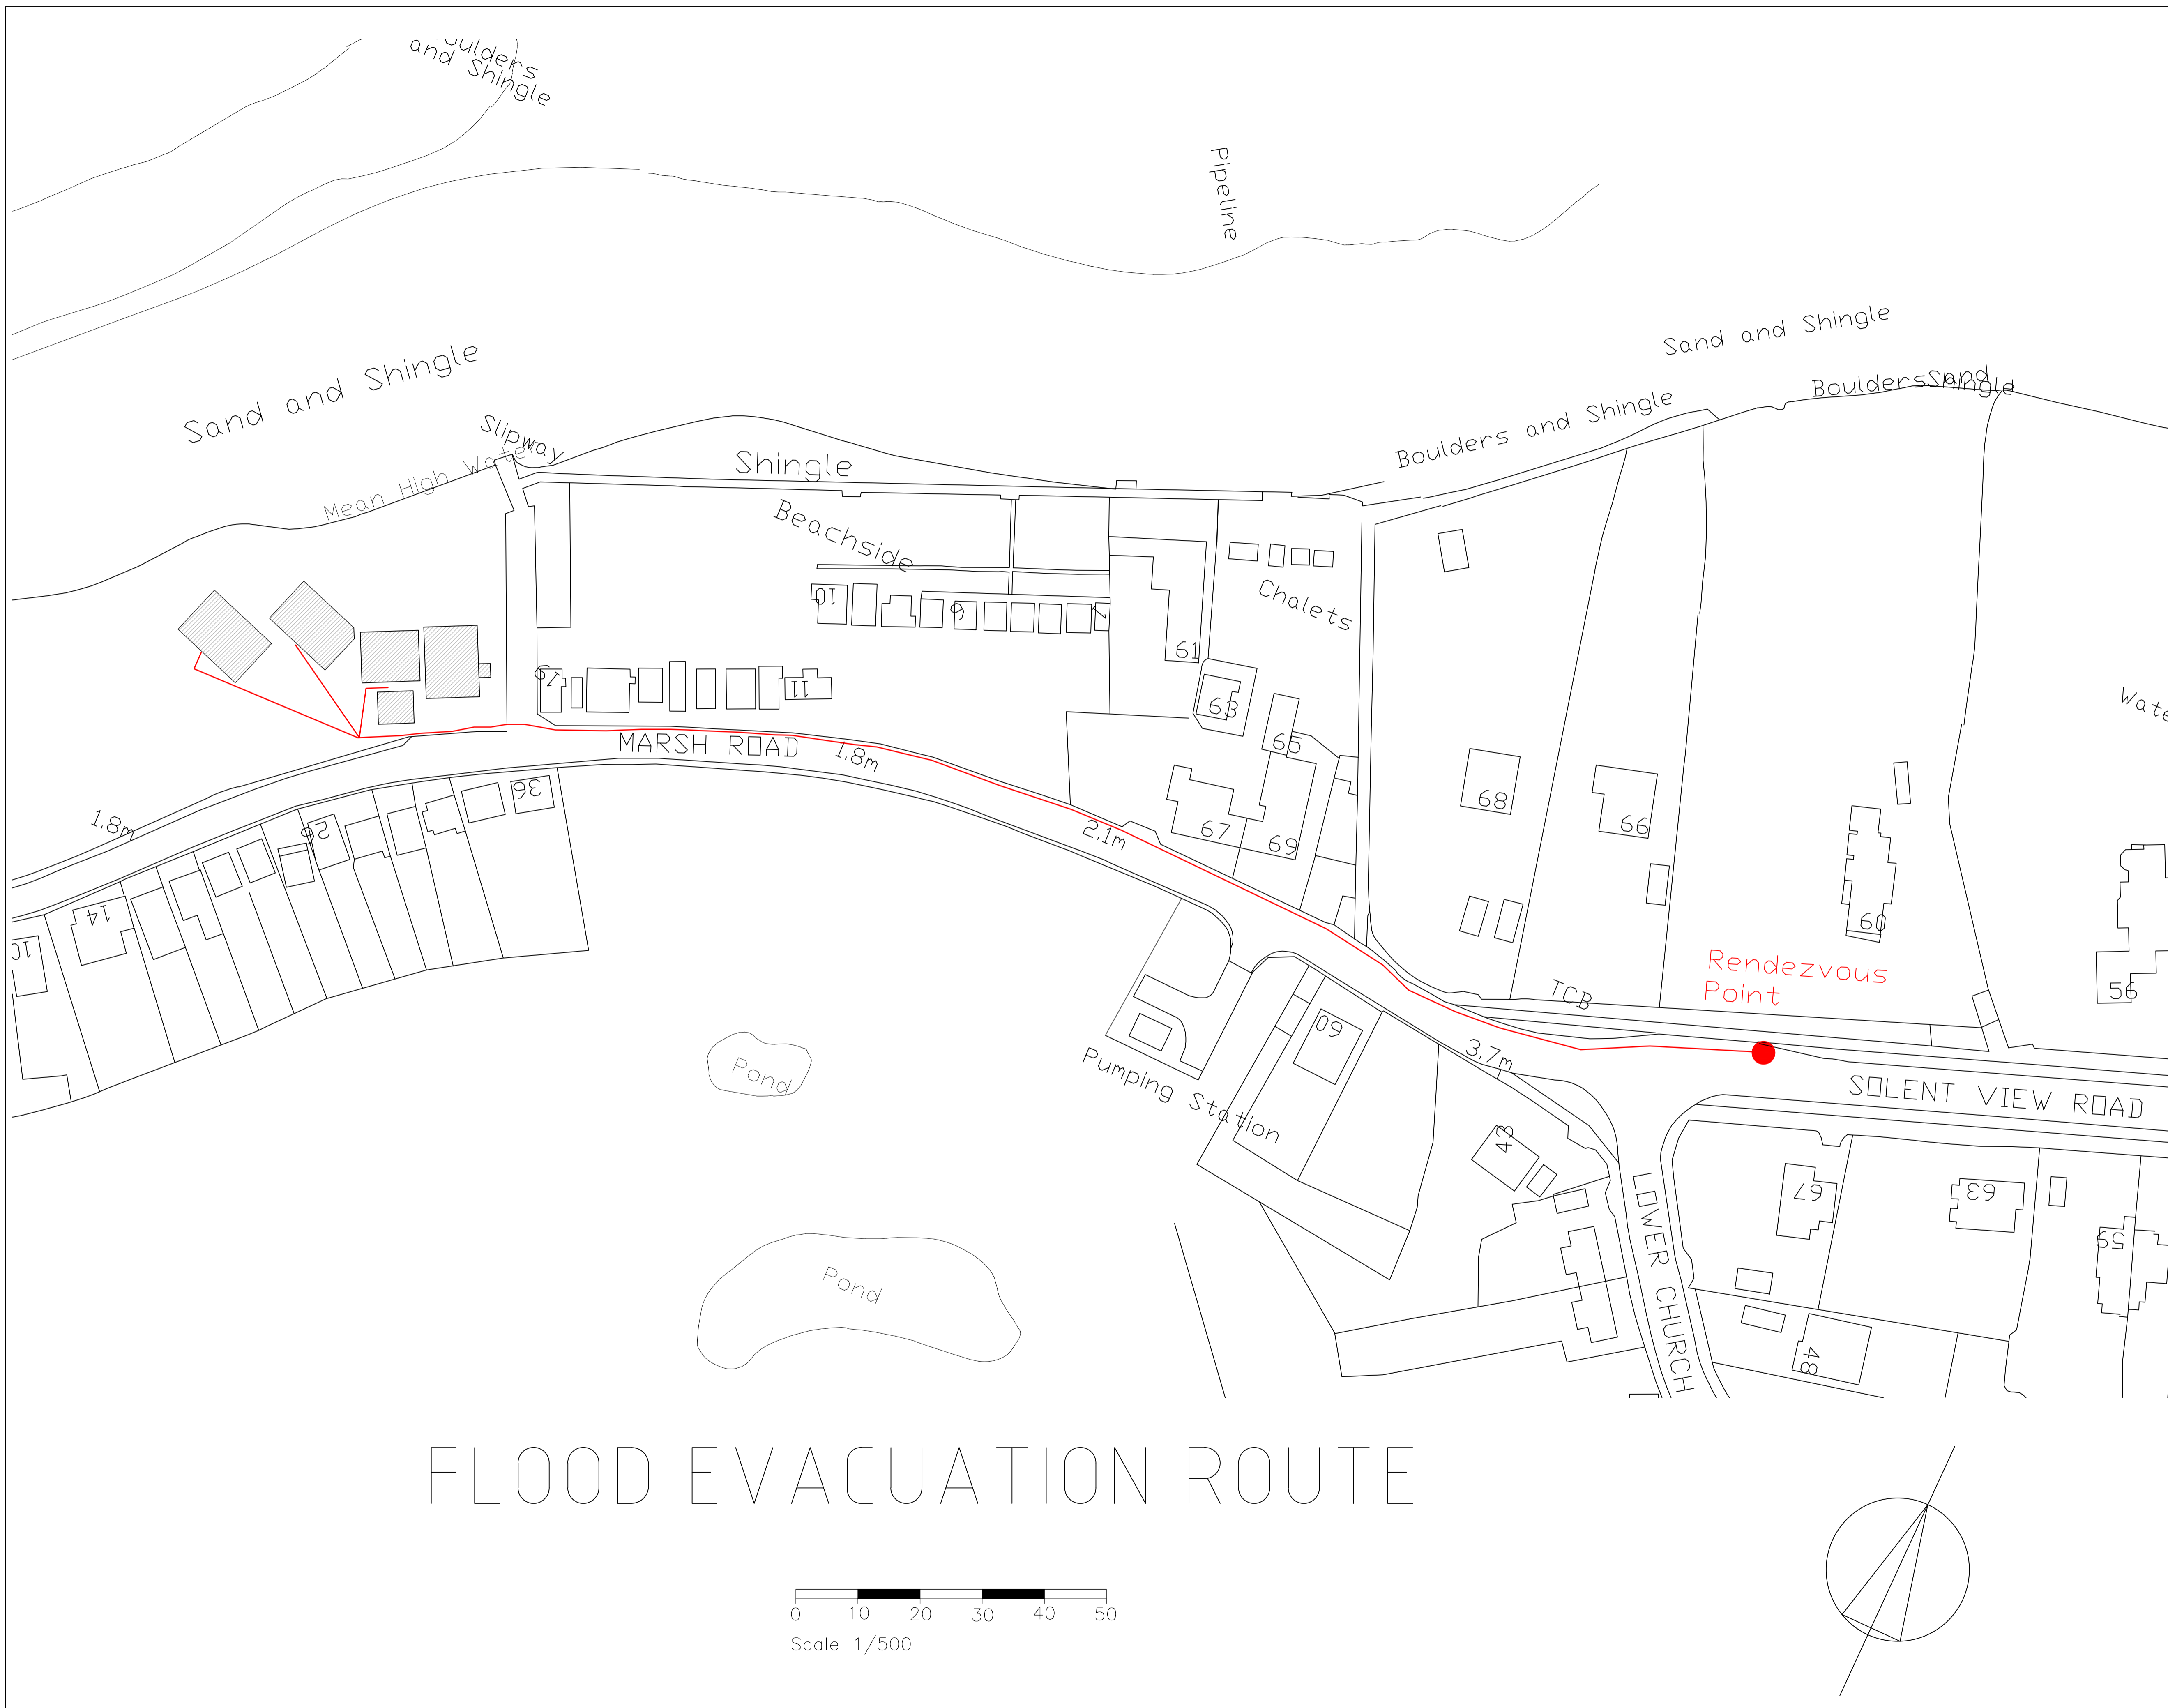 and Shingle
Pipeline
Sand and Shingle
Sand and Shingle
Boulders
Sand
Shingle
Boulders and Shingle
Slipway
Mean High Water
Shingle
Beachside
Chalets
10
6
1
61
19
11
63
65
MARSH ROAD
1.8m
68
66
67
69
2.1m
36
26
1.8m
14
10
60
56
Rendezvous
Point
TCB
60
3.7m
Pond
Pumping Station
SOLENT VIEW ROAD
43
67
63
59
LOWER CHURCH
Pond
48
FLOOD EVACUATION ROUTE
0 10 20 30 40 50
Scale 1/500